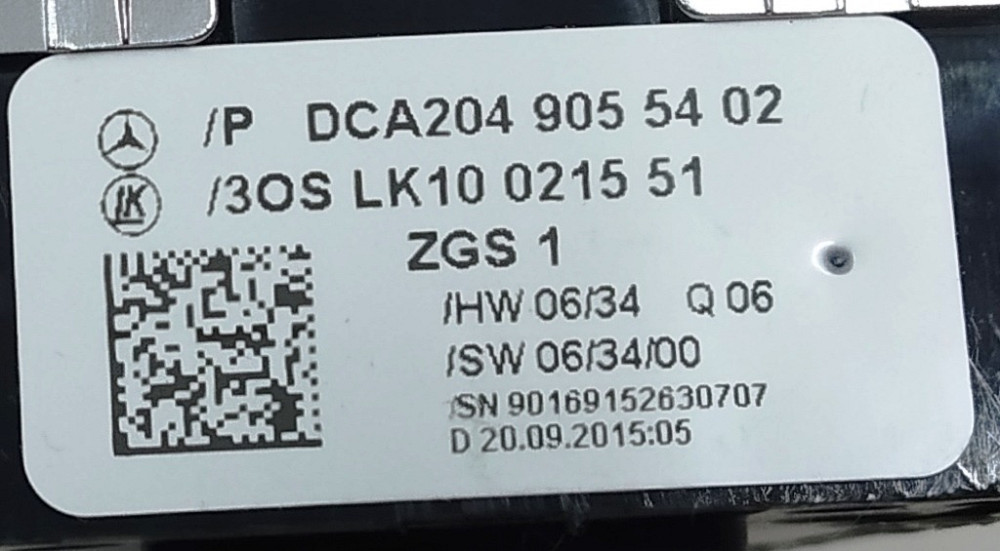 /P DCA204 905 54 02
LK /3OS LK10 0215 51
ZGS 1
/HW 06/34 Q 06
/SW 06/34/00
/SN 90169152630707
D 20.09.2015:05